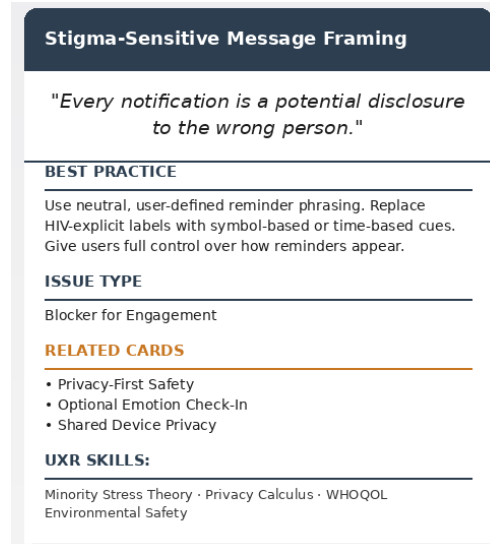 Stigma-Sensitive Message Framing
"Every notification is a potential disclosure
to the wrong person."
BEST PRACTICE
Use neutral, user-defined reminder phrasing. Replace
HIV-explicit labels with symbol-based or time-based cues.
Give users full control over how reminders appear.
ISSUE TYPE
Blocker for Engagement
RELATED CARDS
• Privacy-First Safety
• Optional Emotion Check-In
• Shared Device Privacy
UXR SKILLS:
Minority Stress Theory · Privacy Calculus · WHOQOL
Environmental Safety